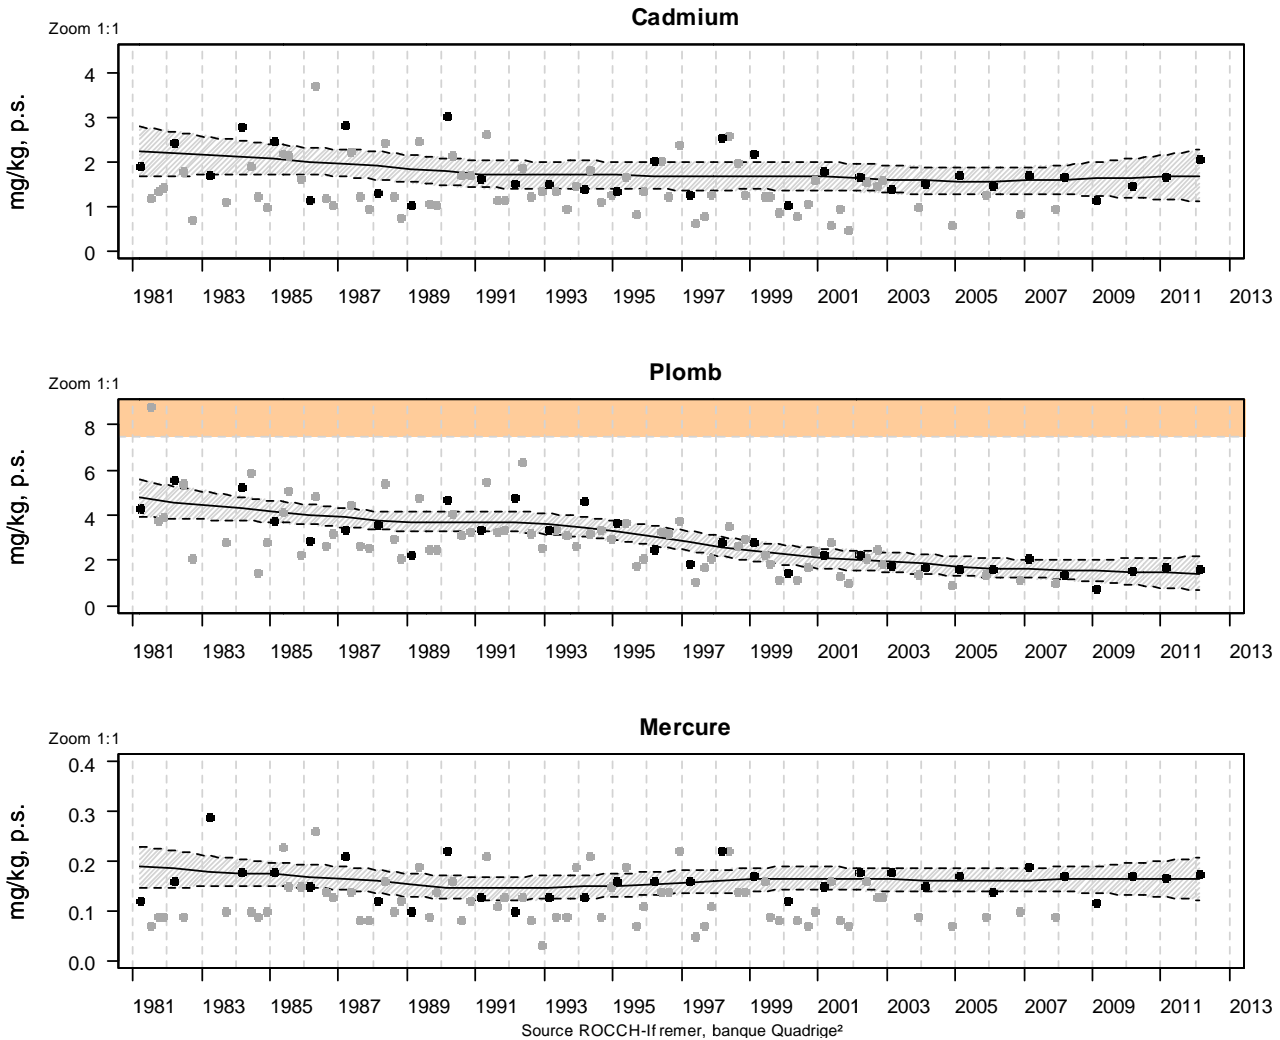 Cadmium
Zoom 1:1
mg/kg, p.s.
4
3
2
1
0
1981 1983 1985 1987 1989 1991 1993 1995 1997 1999 2001 2003 2005 2007 2009 2011 2013
Plomb
Zoom 1:1
mg/kg, p.s.
8
6
4
2
0
1981 1983 1985 1987 1989 1991 1993 1995 1997 1999 2001 2003 2005 2007 2009 2011 2013
Mercure
Zoom 1:1
mg/kg, p.s.
0.4
0.3
0.2
0.1
0.0
1981 1983 1985 1987 1989 1991 1993 1995 1997 1999 2001 2003 2005 2007 2009 2011 2013
Source ROCCH-Ifremer, banque Quadrige²